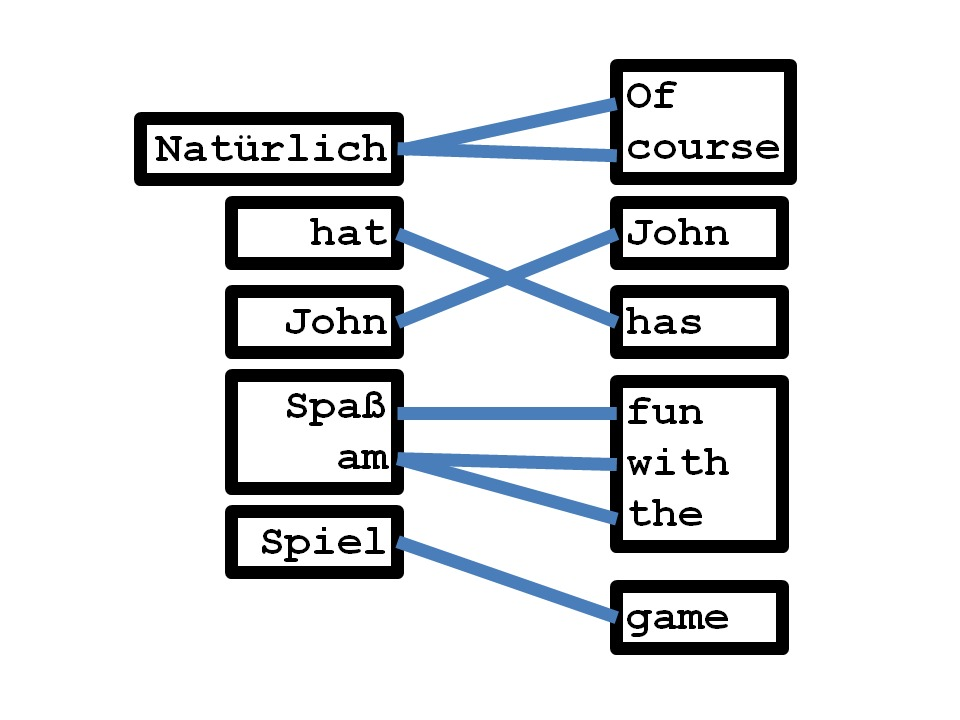 Natürlich
hat
John
Spaß
am
Spiel
Of
course
John
has
fun
with
the
game